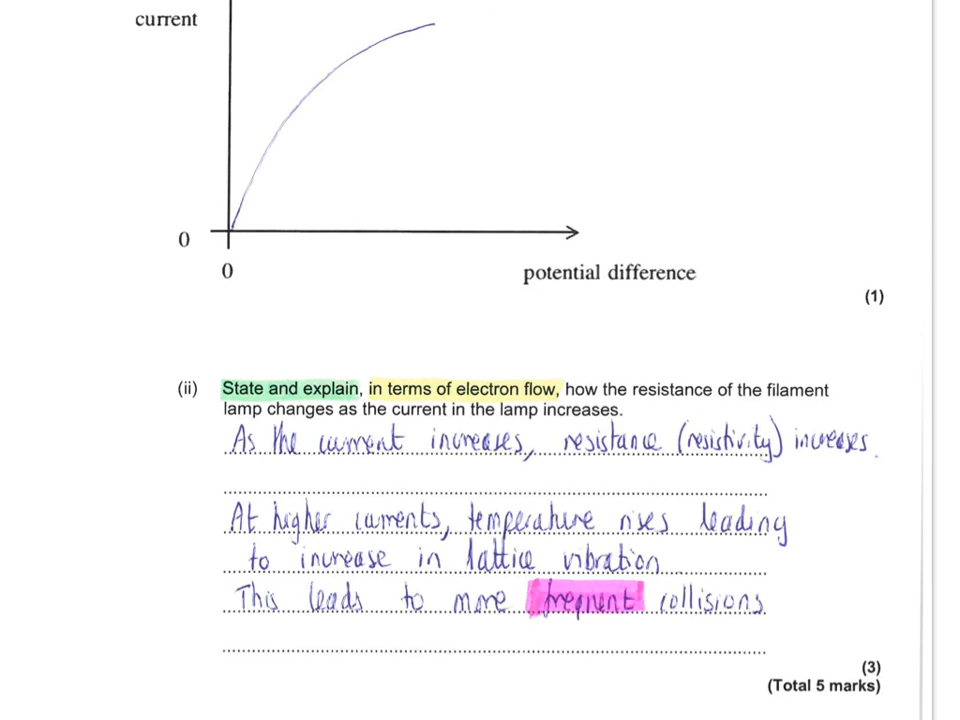 current
0
0
potential difference
(1)
(ii) State and explain, in terms of electron flow, how the resistance of the filament
lamp changes as the current in the lamp increases.
As the current increases, resistance (resistivity) increases.
At higher currents, temperature rises leading
to increase in lattice vibration
This leads to more frequent collisions.
(3)
(Total 5 marks)